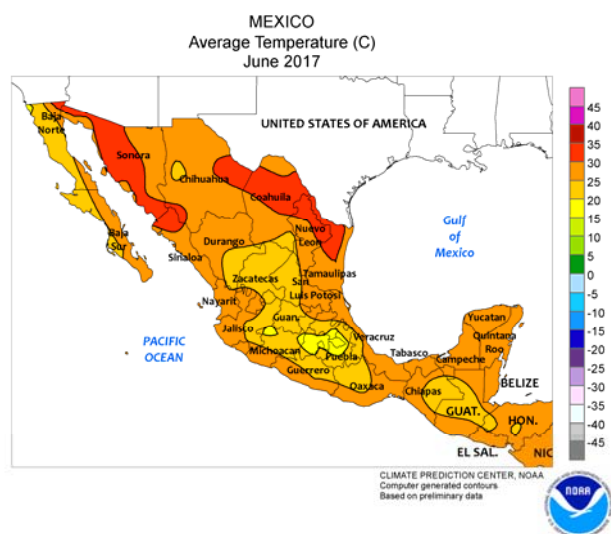 MEXICO
Average Temperature (C)
June 2017
UNITED STATES OF AMERICA
Baja
Norte
Sonora
Chihuahua
Coahuila
Baja
Sur
Sinaloa
Durango
Nuevo
Leon
Zacatecas
San
Luis Potosi
Tamaulipas
Gulf
of
Mexico
Nayarit
Jalisco
Guan.
Michoacan
Puebla
Veracruz
Guerrero
Oaxaca
Tabasco
Chiapas
Campeche
Yucatan
Quintana
Roo
BELIZE
GUAT.
HON.
EL SAL.
NIC
PACIFIC
OCEAN
45
40
35
30
25
20
15
10
5
0
-5
-10
-15
-20
-25
-30
-35
-40
-45
CLIMATE PREDICTION CENTER, NOAA
Computer generated contours
Based on preliminary data
NOAA